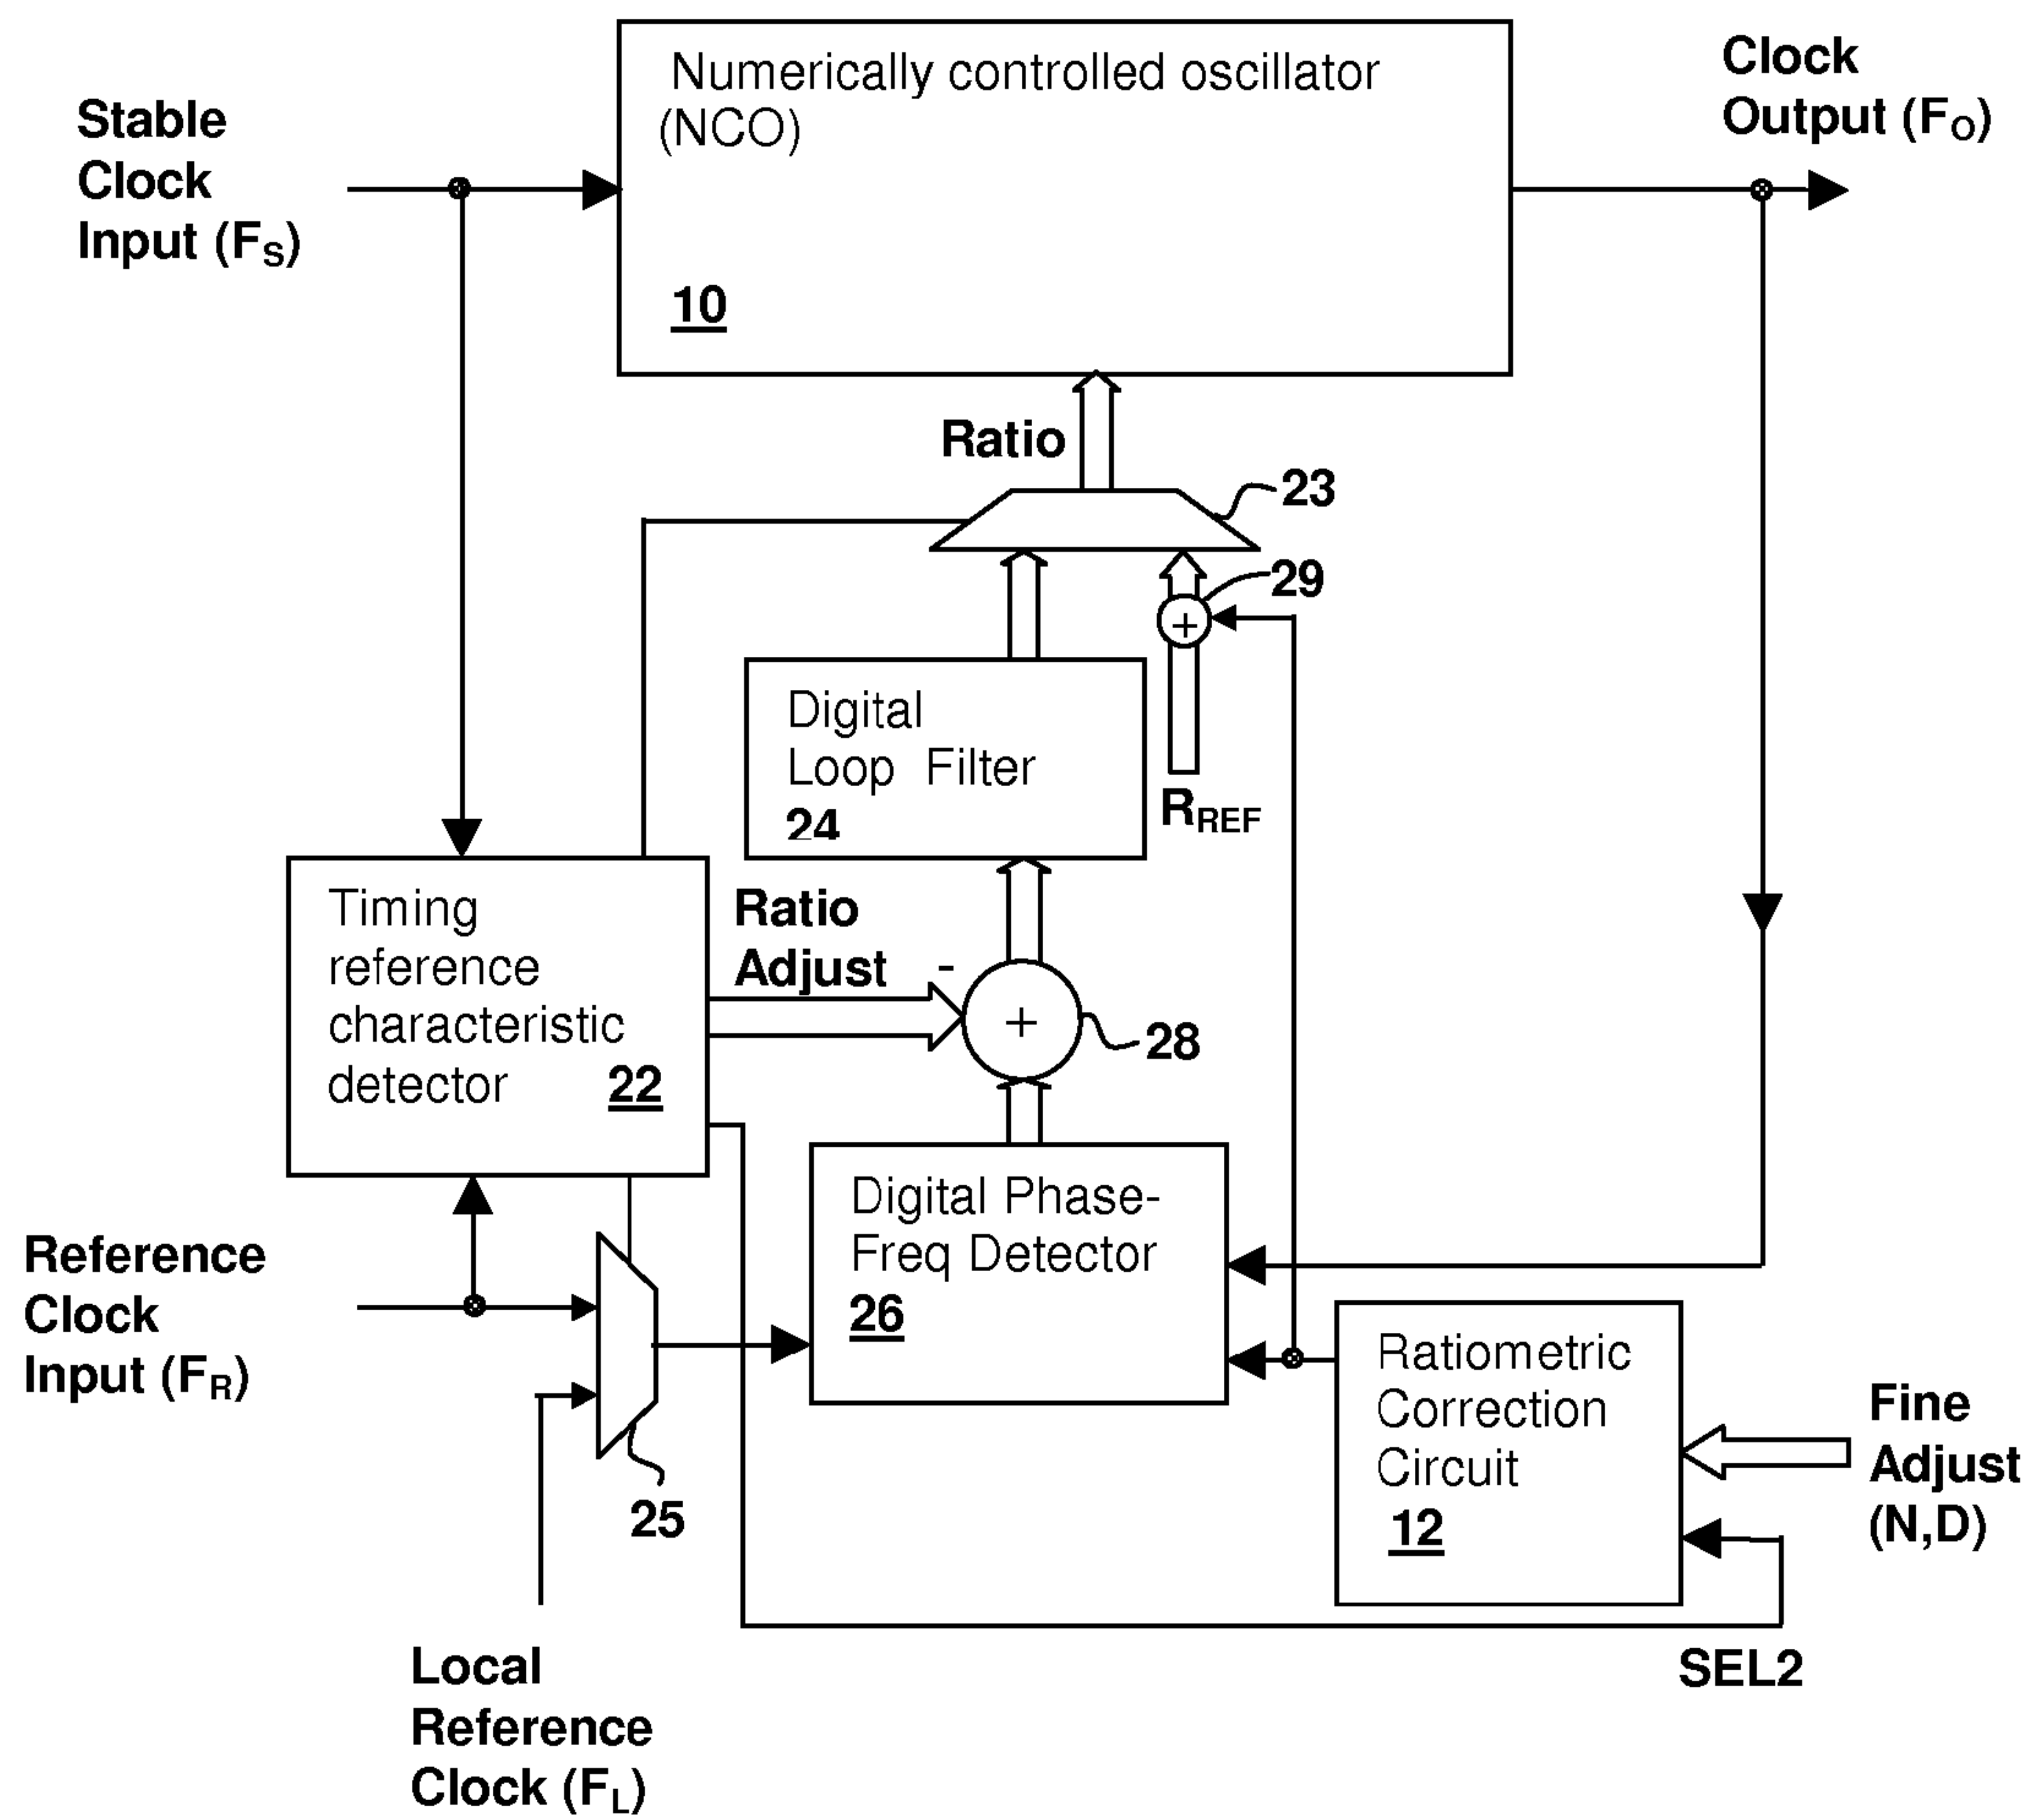 Numerically controlled oscillator
(NCO)
10
Stable
Clock
Input (FS)
Clock
Output (FO)
Ratio
23
29
Digital
Loop Filter
24
RREF
Timing
reference
characteristic
detector 22
Ratio
Adjust
-
+
+
28
Digital Phase-
Freq Detector
26
Reference
Clock
Input (FR)
25
Ratiometric
Correction
Circuit
12
Fine
Adjust
(N,D)
SEL2
Local
Reference
Clock (FL)